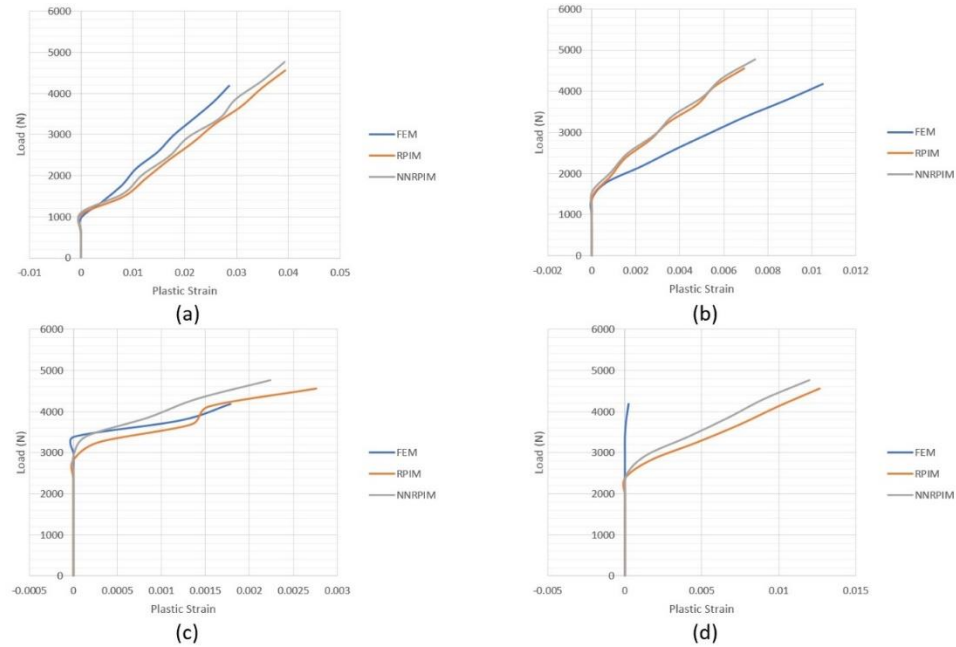 6000
5000
4000
3000
2000
1000
0
Load (N)
-0.01 0 0.01 0.02 0.03 0.04 0.05
Plastic Strain
FEM
RPIM
NNRPIM
(a)
6000
5000
4000
3000
2000
1000
0
Load (N)
-0.002 0 0.002 0.004 0.006 0.008 0.01 0.012
Plastic Strain
FEM
RPIM
NNRPIM
(b)
6000
5000
4000
3000
2000
1000
0
Load (N)
-0.0005 0 0.0005 0.001 0.0015 0.002 0.0025 0.003
Plastic Strain
FEM
RPIM
NNRPIM
(c)
6000
5000
4000
3000
2000
1000
0
Load (N)
-0.005 0 0.005 0.01 0.015
Plastic Strain
FEM
RPIM
NNRPIM
(d)